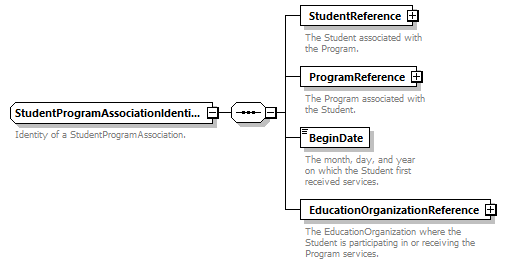 StudentReference
The Student associated with
the Program.
ProgramReference
The Program associated with
the Student.
StudentProgramAssociationIdenti...
Identity of a StudentProgramAssociation.
BeginDate
The month, day, and year
on which the Student first
received services.
EducationOrganizationReference
The EducationOrganization where the
Student is participating in or receiving the
Program services.